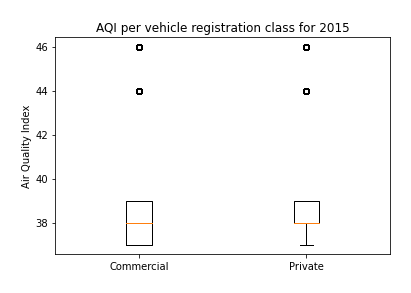 AQI per vehicle registration class for 2015
46
44
42
40
38
Air Quality Index
Commercial
Private